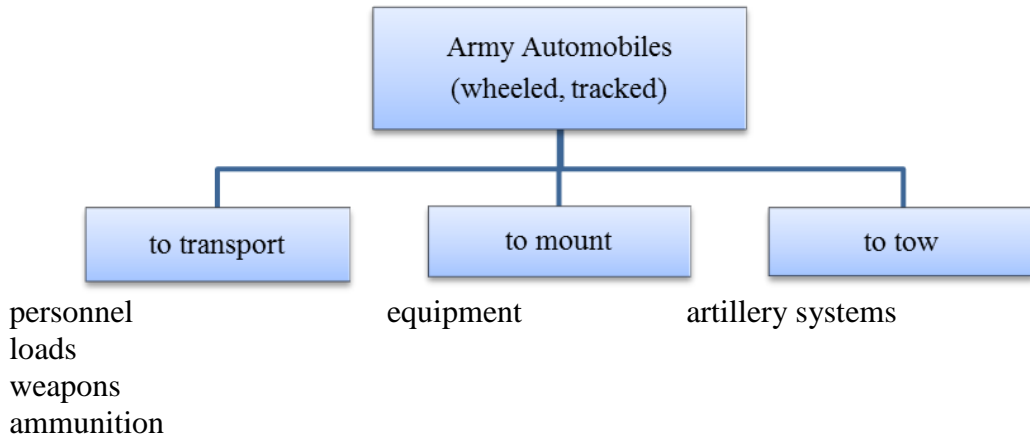 Army Automobiles
(wheeled, tracked)
to transport
to mount
to tow
personnel
equipment
artillery systems
loads
weapons
ammunition